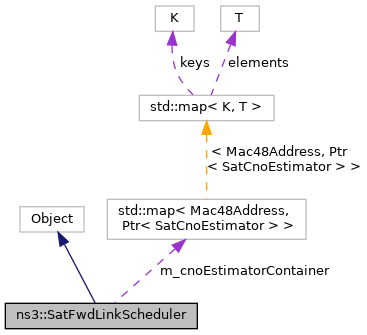 K
T
keys
elements
std::map< K, T >
< Mac48Address, Ptr
< SatCnoEstimator > >
std::map< Mac48Address,
Ptr< SatCnoEstimator > >
Object
m_cnoEstimatorContainer
ns3::SatFwdLinkScheduler